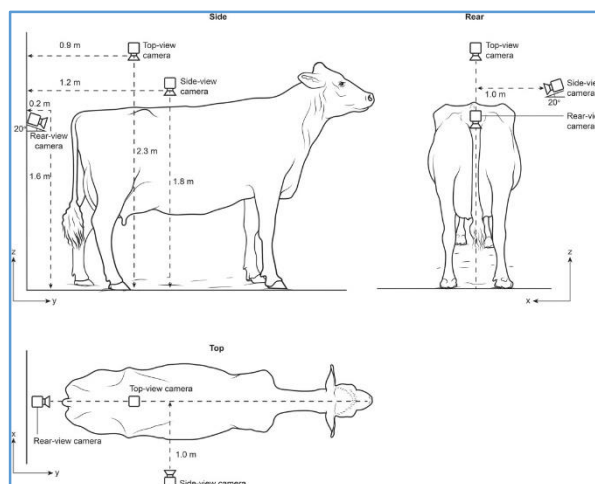 Side
Rear
0.9 m
Top-view
camera
Top-view
camera
1.2 m
Side-view
camera
Side-view
camera
1.0 m
20°
0.2 m
20°
Rear-view
camera
Rear-vi
camera
2.3 m
1.6 m
1.8 m
z
y
z
x
Top
Top-view camera
x
Rear-view camera
1.0 m
y
Side-view camera